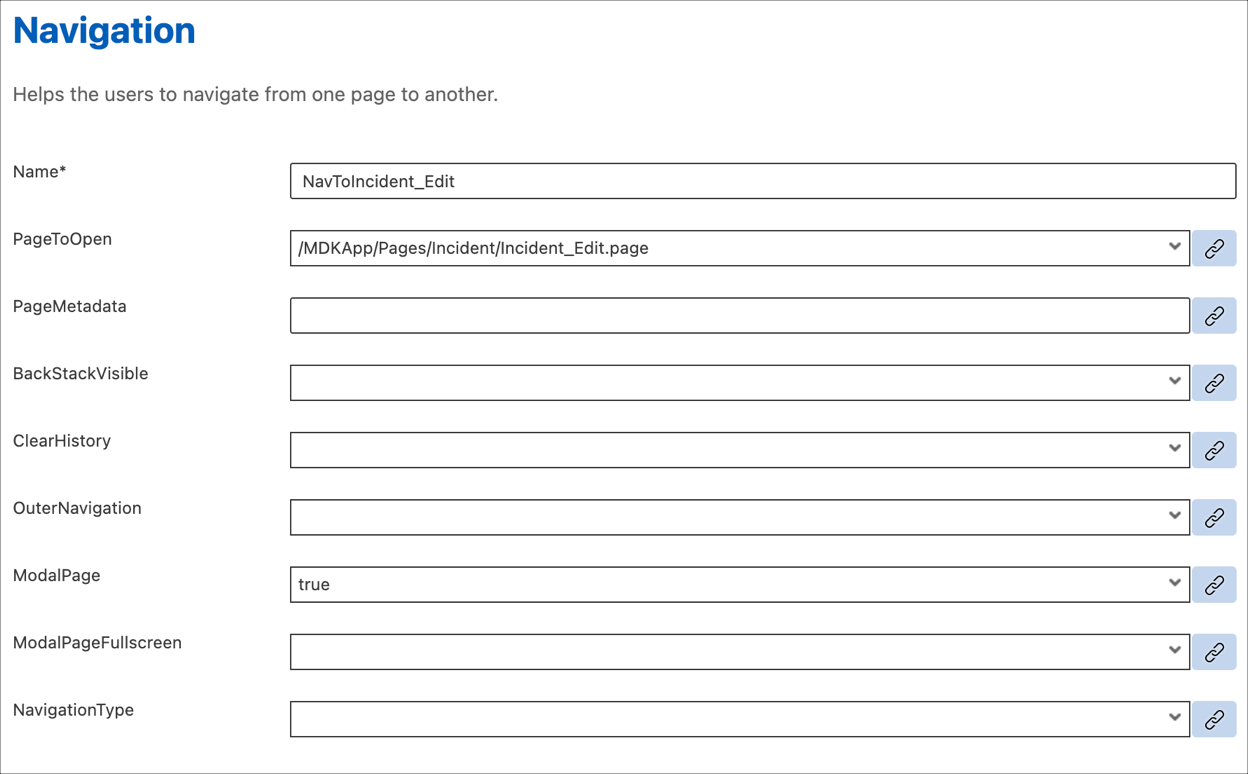 Navigation
Helps the users to navigate from one page to another.
Name*
NavToIncident_Edit
PageToOpen
/MDKApp/Pages/Incident/Incident_Edit.page
PageMetadata
BackStackVisible
ClearHistory
OuterNavigation
ModalPage
true
ModalPageFullscreen
NavigationType